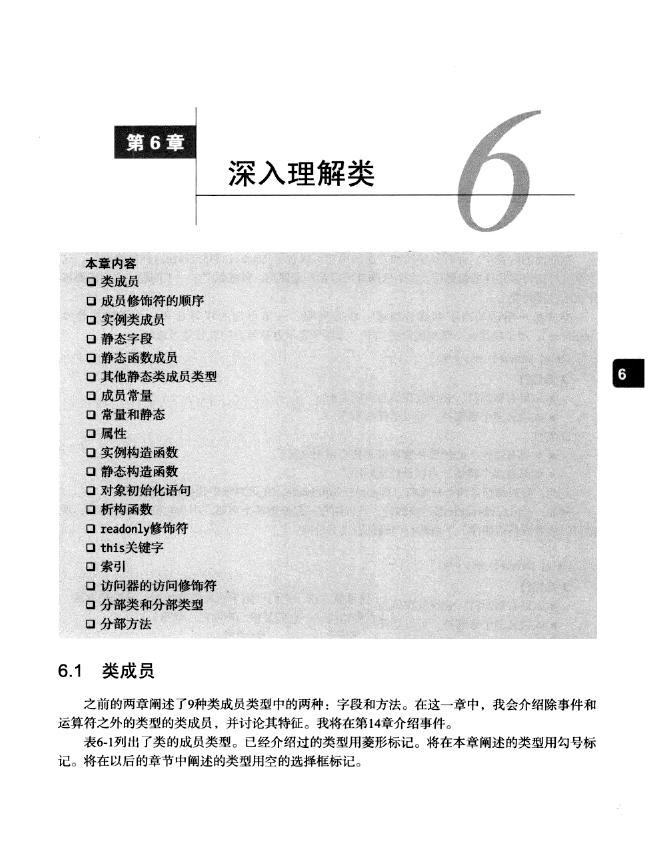 第6章
深入理解类
6
本章内容
❑ 类成员
❑ 成员修饰符的顺序
❑ 实例类成员
❑ 静态字段
❑ 静态函数成员
❑ 其他静态类成员类型
❑ 成员常量
❑ 常量和静态
❑ 属性
❑ 实例构造函数
❑ 静态构造函数
❑ 对象初始化语句
❑ 析构函数
❑ readonly修饰符
❑ this关键字
❑ 索引
❑ 访问器的访问修饰符
❑ 分部类和分部类型
❑ 分部方法
6
6.1 类成员
之前的两章阐述了9种类成员类型中的两种：字段和方法。在这一章中，我会介绍除事件和
运算符之外的类型的类成员，并讨论其特征。我将在第14章介绍事件。
表6-1列出了类的成员类型。已经介绍过的类型用菱形标记。将在本章阐述的类型用勾号标
记。将在以后的章节中阐述的类型用空的选择框标记。